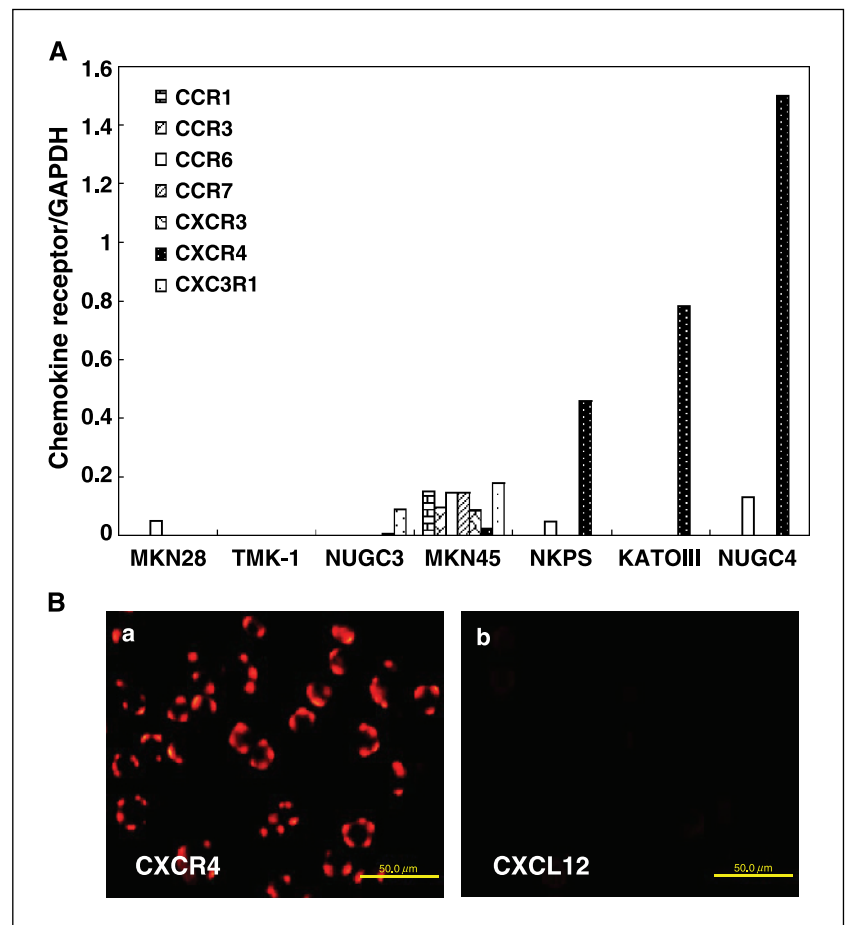 A
Chemokine receptor/GAPDH
1.6
1.4
1.2
1
0.8
0.6
0.4
0.2
0
CCR1
CCR3
CCR6
CCR7
CXCR3
CXCR4
CXC3R1
MKN28 TMK-1 NUGC3 MKN45 NKPS KATOIII NUGC4
B
a
CXCR4
50.0 μm
b
CXCL12
50.0 μm